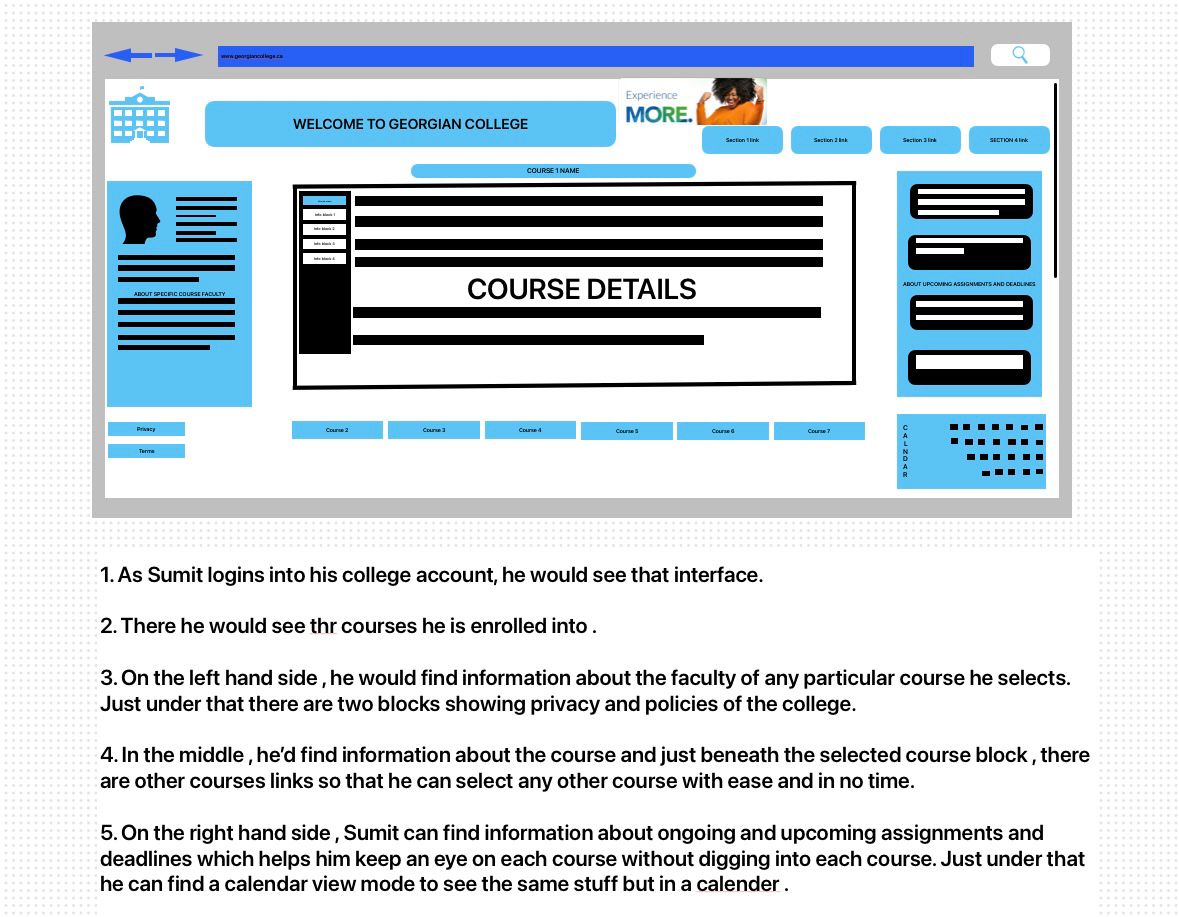 www.georgiancollege.ca
Experience
MORE.
WELCOME TO GEORGIAN COLLEGE
Section 1 link
Section 2 link
Section 3 link
SECTION 4 link
COURSE 1 NAME
Info block 1
Info block 2
Info block 3
Info block 4
COURSE DETAILS
ABOUT SPECIFIC COURSE FACULTY
ABOUT UPCOMING ASSIGNMENTS AND DEADLINES
Privacy
Terms
Course 2
Course 3
Course 4
Course 5
Course 6
Course 7
C
A
L
N
D
A
R
1. As Sumit logins into his college account, he would see that interface.
2. There he would see thr courses he is enrolled into .
3. On the left hand side , he would find information about the faculty of any particular course he selects.
Just under that there are two blocks showing privacy and policies of the college.
4. In the middle , he’d find information about the course and just beneath the selected course block , there
are other courses links so that he can select any other course with ease and in no time.
5. On the right hand side , Sumit can find information about ongoing and upcoming assignments and
deadlines which helps him keep an eye on each course without digging into each course. Just under that
he can find a calendar view mode to see the same stuff but in a calender .